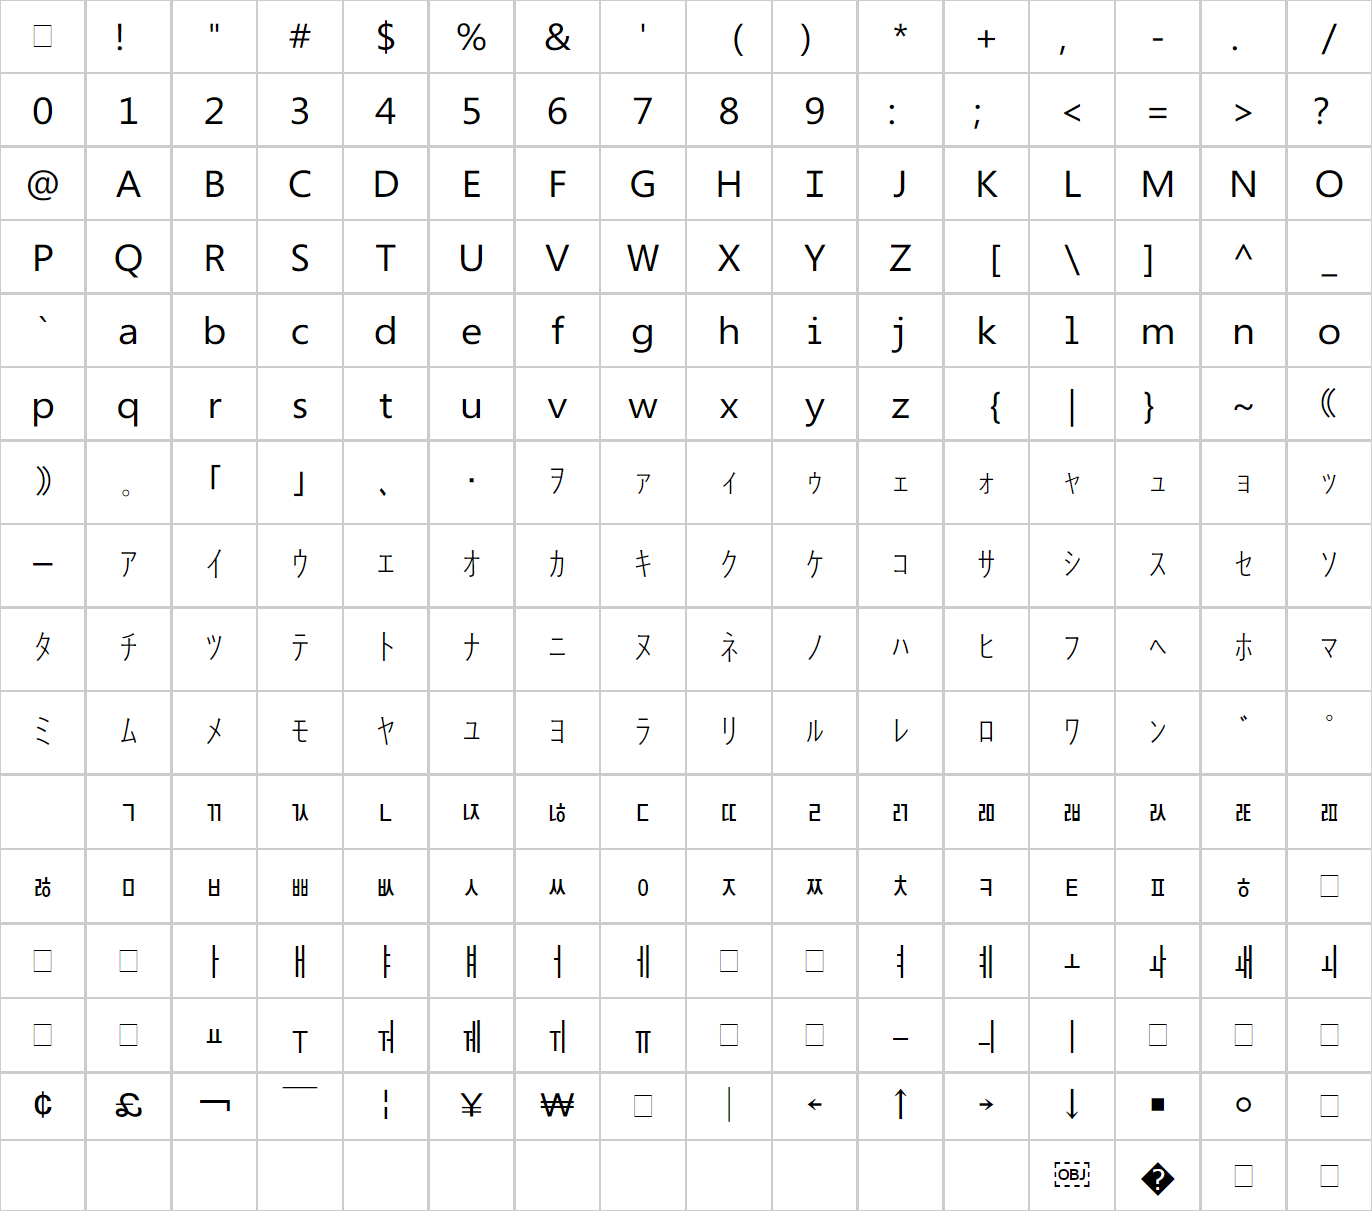 ! " # $ % & ' ( ) * + , - . /
0 1 2 3 4 5 6 7 8 9 : ; < = > ?
@ A B C D E F G H I J K L M N O
P Q R S T U V W X Y Z [ \ ] ^ _
` a b c d e f g h i j k l m n o
p q r s t u v w x y z { | } ~ ⦅
⦆ 。 「 」 、 ・ ヲ ァ ィ ゥ ェ ォ ャ ュ ョ ッ
ー ア イ ウ エ オ カ キ ク ケ コ サ シ ス セ ソ
タ チ ツ テ ト ナ ニ ヌ ネ ノ ハ ヒ フ ヘ ホ マ
ミ ム メ モ ヤ ユ ヨ ラ リ ル レ ロ ワ ン ゙ ゚
ᄀ ᄁ ᆪ ᄂ ᆬ ᆭ ᄃ ᄄ ᄅ ᆰ ᆱ ᆲ ᆳ ᆴ ᆵ
ᄚ ᄆ ᄇ ᄈ ᄡ ᄉ ᄊ ᄋ ᄌ ᄍ ᄎ ᄏ ᄐ ᄑ ᄒ
ᅡ ᅢ ᅣ ᅤ ᅥ ᅦ ᅧ ᅨ ᅩ ᅪ ᅫ ᅬ
ᅭ ᅮ ᅯ ᅰ ᅱ ᅲ ᅳ ᅴ ᅵ
¢ £ ¬  ̄ ¦ ¥ ₩ │ ← ↑ → ↓ ■ ○
OBJ �